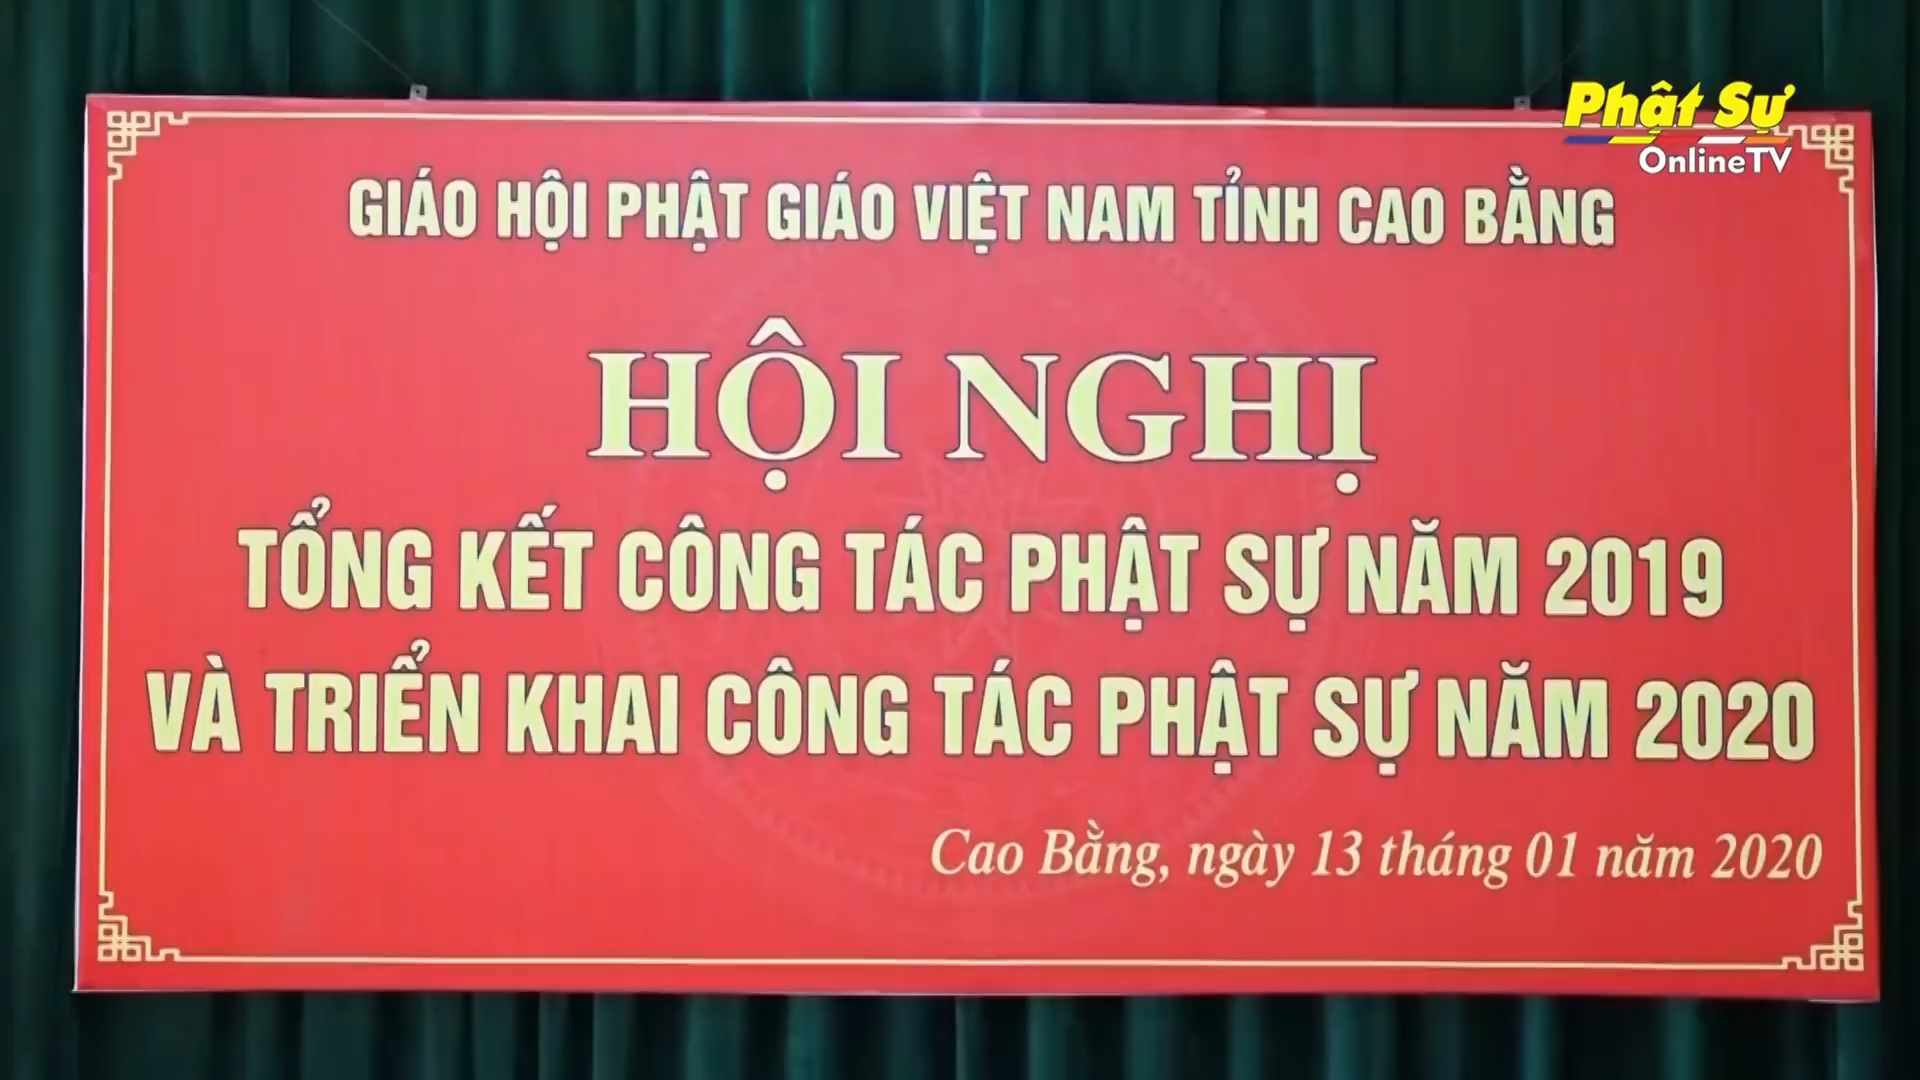 Phật Sự
OnlineTV
GIÁO HỘI PHẬT GIÁO VIỆT NAM TỈNH CAO BẰNG
HỘI NGHỊ
TỔNG KẾT CÔNG TÁC PHẬT SỰ NĂM 2019
VÀ TRIỂN KHAI CÔNG TÁC PHẬT SỰ NĂM 2020
Cao Bằng, ngày 13 tháng 01 năm 2020